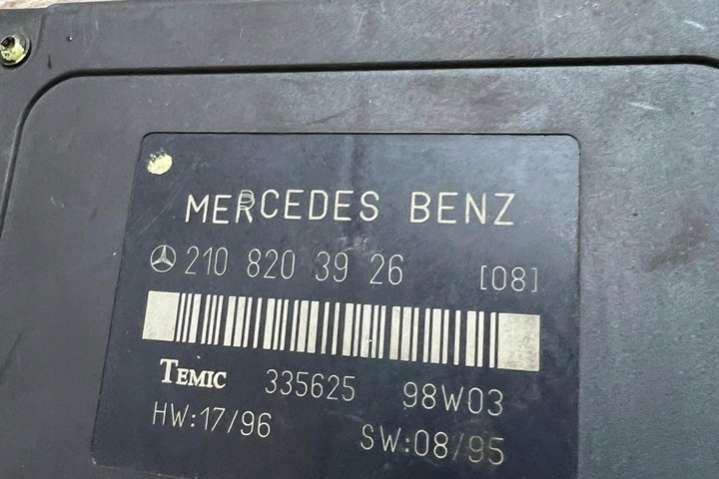 MERCEDES BENZ
210 820 39 26 [08]
TEMIC 335625 98W03
HW:17/96 SW:08/95